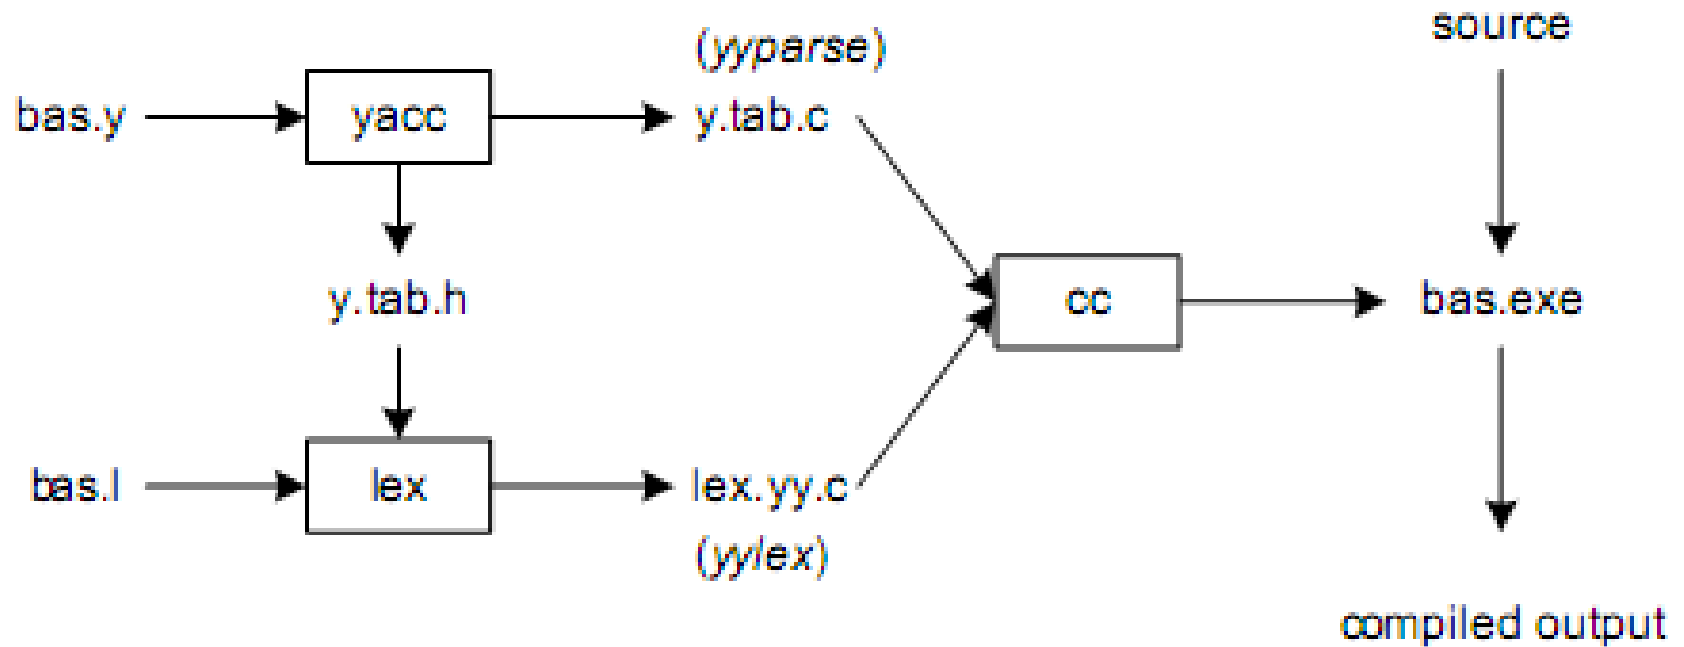 source
(yyparse)
bas.y
yacc
y.tab.c
y.tab.h
cc
bas.exe
bas.l
lex
lex.yy.c
(yylex)
compiled output